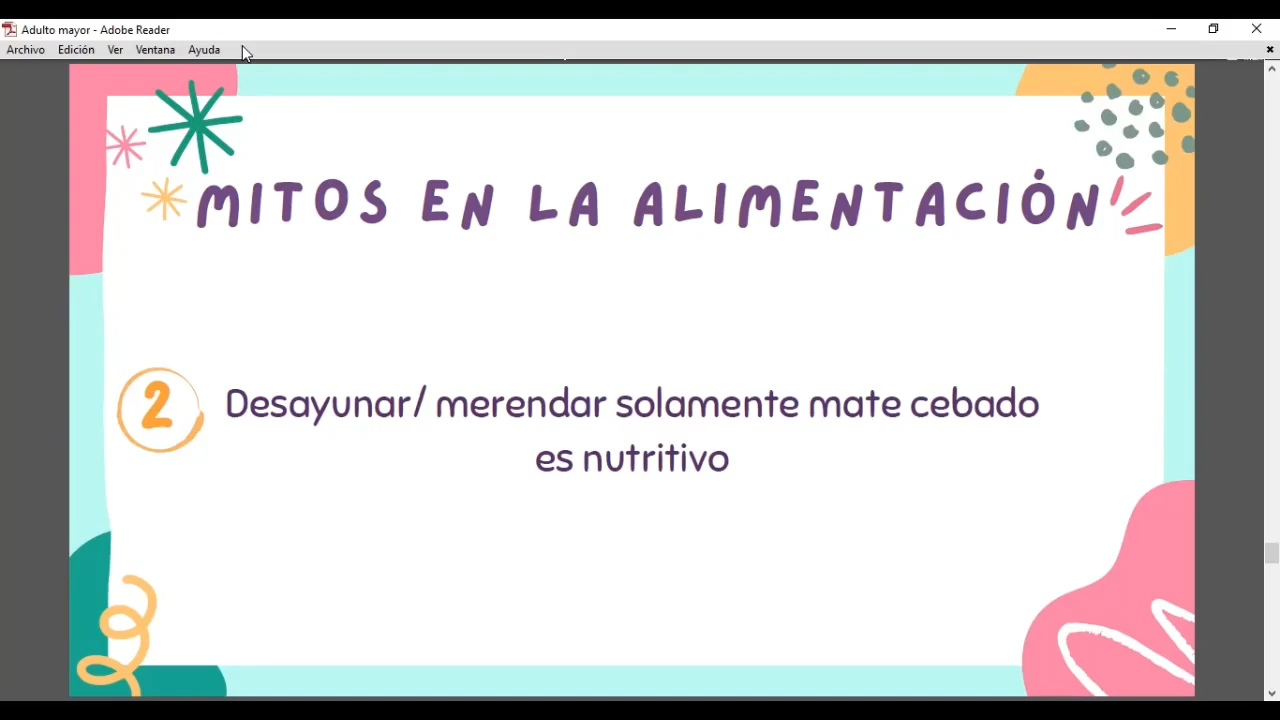 Adulto mayor - Adobe Reader
Archivo Edición Ver Ventana Ayuda
MITOS EN LA ALIMENTACIÓN
2 Desayunar/ merendar solamente mate cebado
es nutritivo